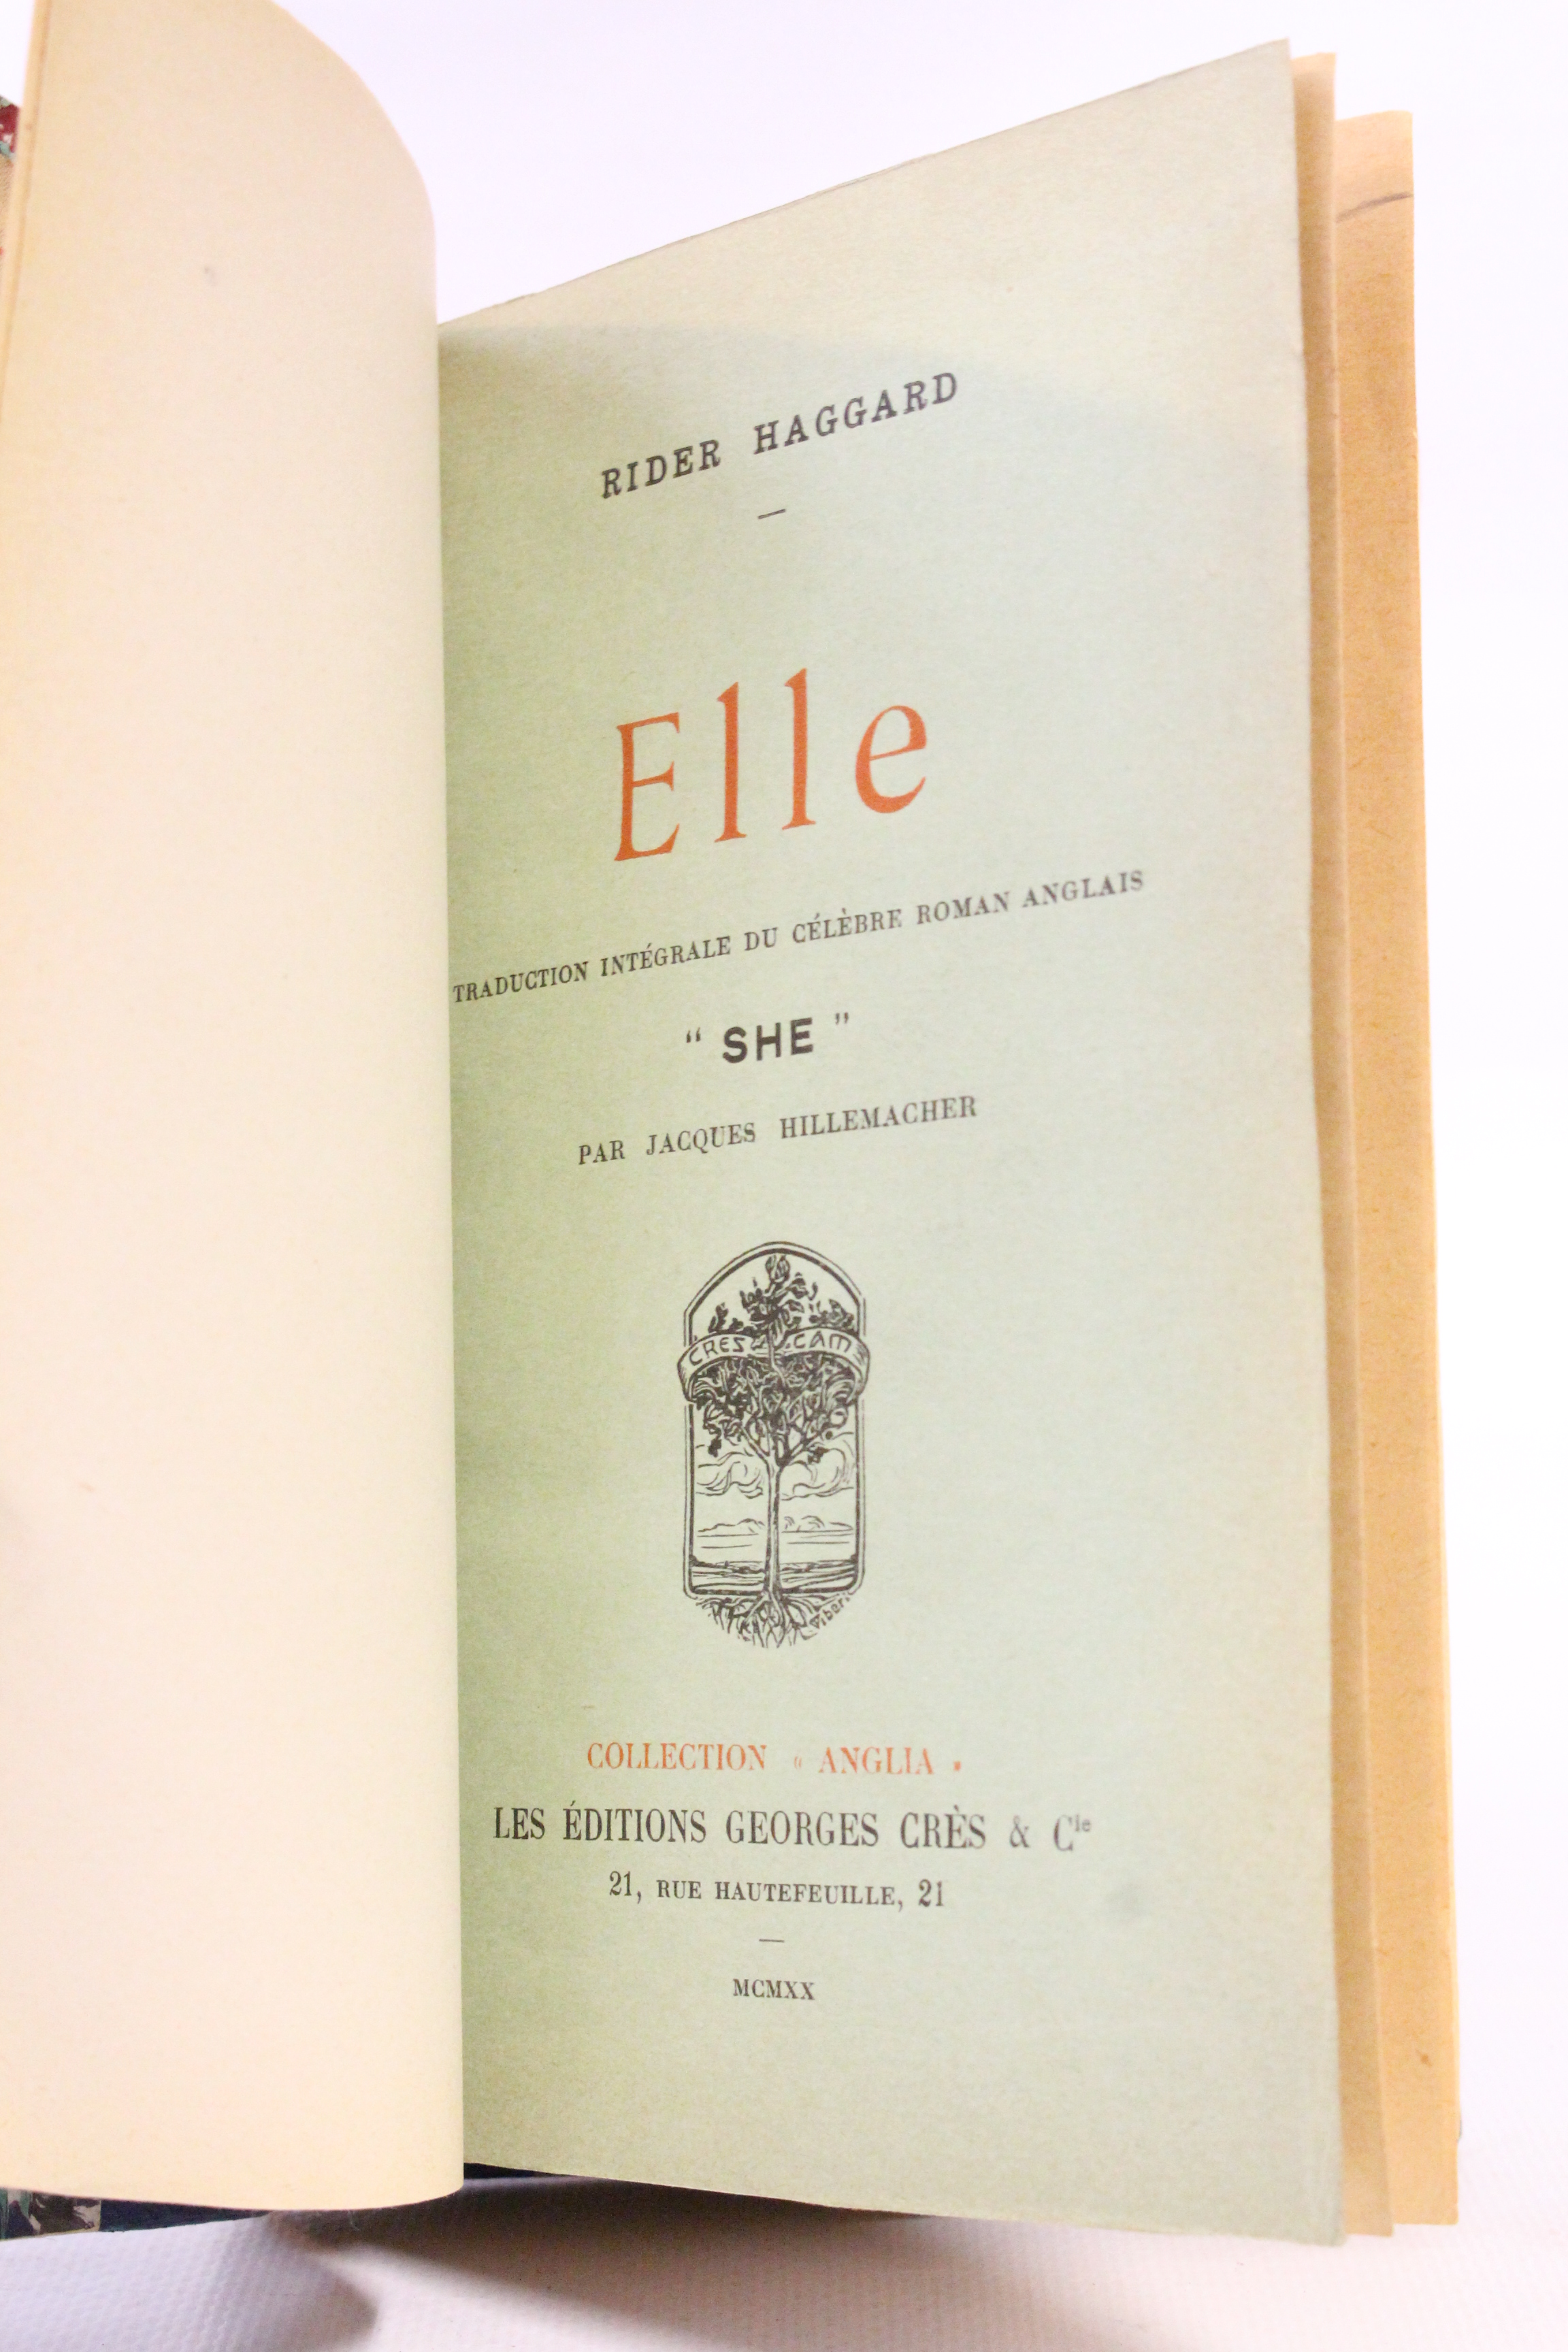 RIDER HAGGARD
Elle
TRADUCTION INTÉGRALE DU CÉLÈBRE ROMAN ANGLAIS
“ SHE ”
PAR JACQUES HILLEMACHER
CRES CAM
COLLECTION « ANGLIA »
LES ÉDITIONS GEORGES CRÈS & Cie
21, RUE HAUTEFEUILLE, 21
MCMXX